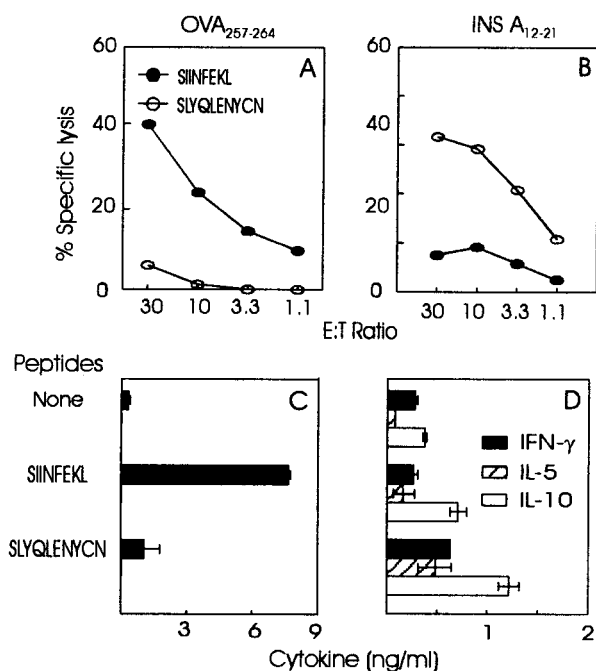 OVA257-264
INS A12-21
60
A
SIINFEKL
SLYQLENYCN
40
20
0
30 10 3.3 1.1
% Specific lysis
60
B
40
20
0
30 10 3.3 1.1
E:T Ratio
Peptides
None
SIINFEKL
SLYQLENYCN
C
3 6 9
D
IFN-γ
IL-5
IL-10
1 2
Cytokine (ng/ml)